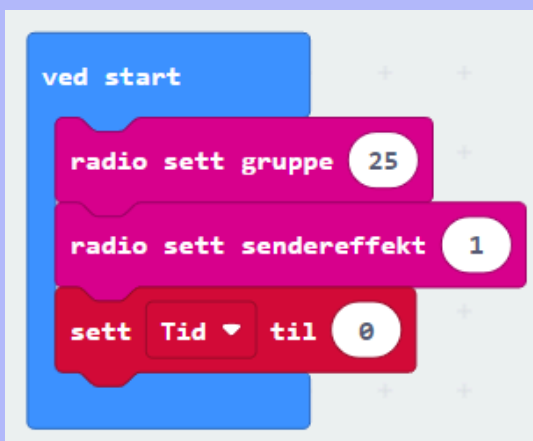 ved start
radio sett gruppe 25
radio sett sendereffekt 1
sett Tid til 0